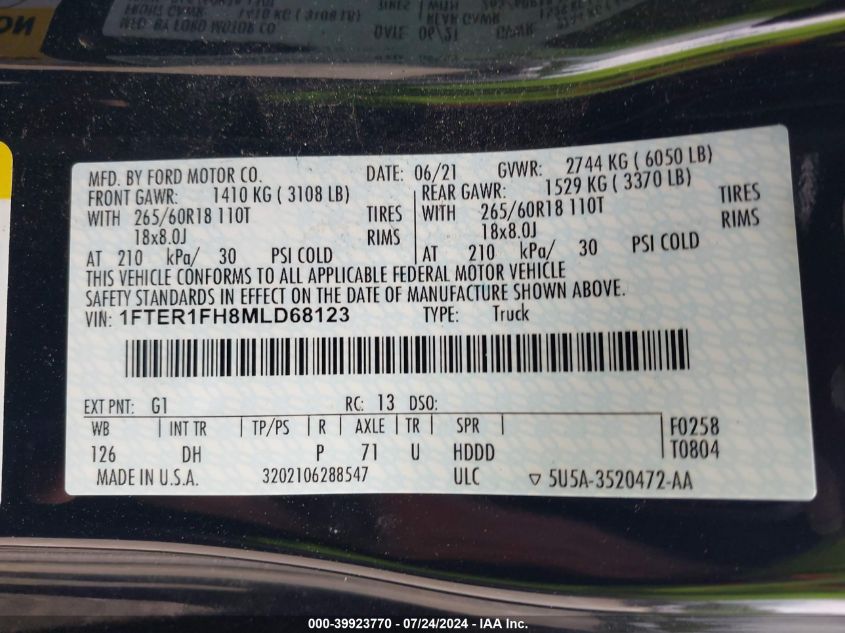 MFD. BY FORD MOTOR CO. DATE: 06/21 GVWR: 2744 KG ( 6050 LB)
FRONT GAWR: 1410 KG ( 3108 LB) REAR GAWR: 1529 KG ( 3370 LB)
WITH 265/60R18 110T TIRES WITH 265/60R18 110T TIRES
18x8.0J RIMS 18x8.0J RIMS
AT 210 kPa/ 30 PSI COLD AT 210 kPa/ 30 PSI COLD
THIS VEHICLE CONFORMS TO ALL APPLICABLE FEDERAL MOTOR VEHICLE
SAFETY STANDARDS IN EFFECT ON THE DATE OF MANUFACTURE SHOWN ABOVE.
VIN: 1FTER1FH8MLD68123 TYPE: Truck
EXT PNT: G1 RC: 13 DSO:
WB INT TR TP/PS R AXLE TR SPR F0258
126 DH P 71 U HDDD T0804
MADE IN U.S.A. 3202106288547 ULC ▽ 5U5A-3520472-AA
000-39923770 - 07/24/2024 - IAA Inc.